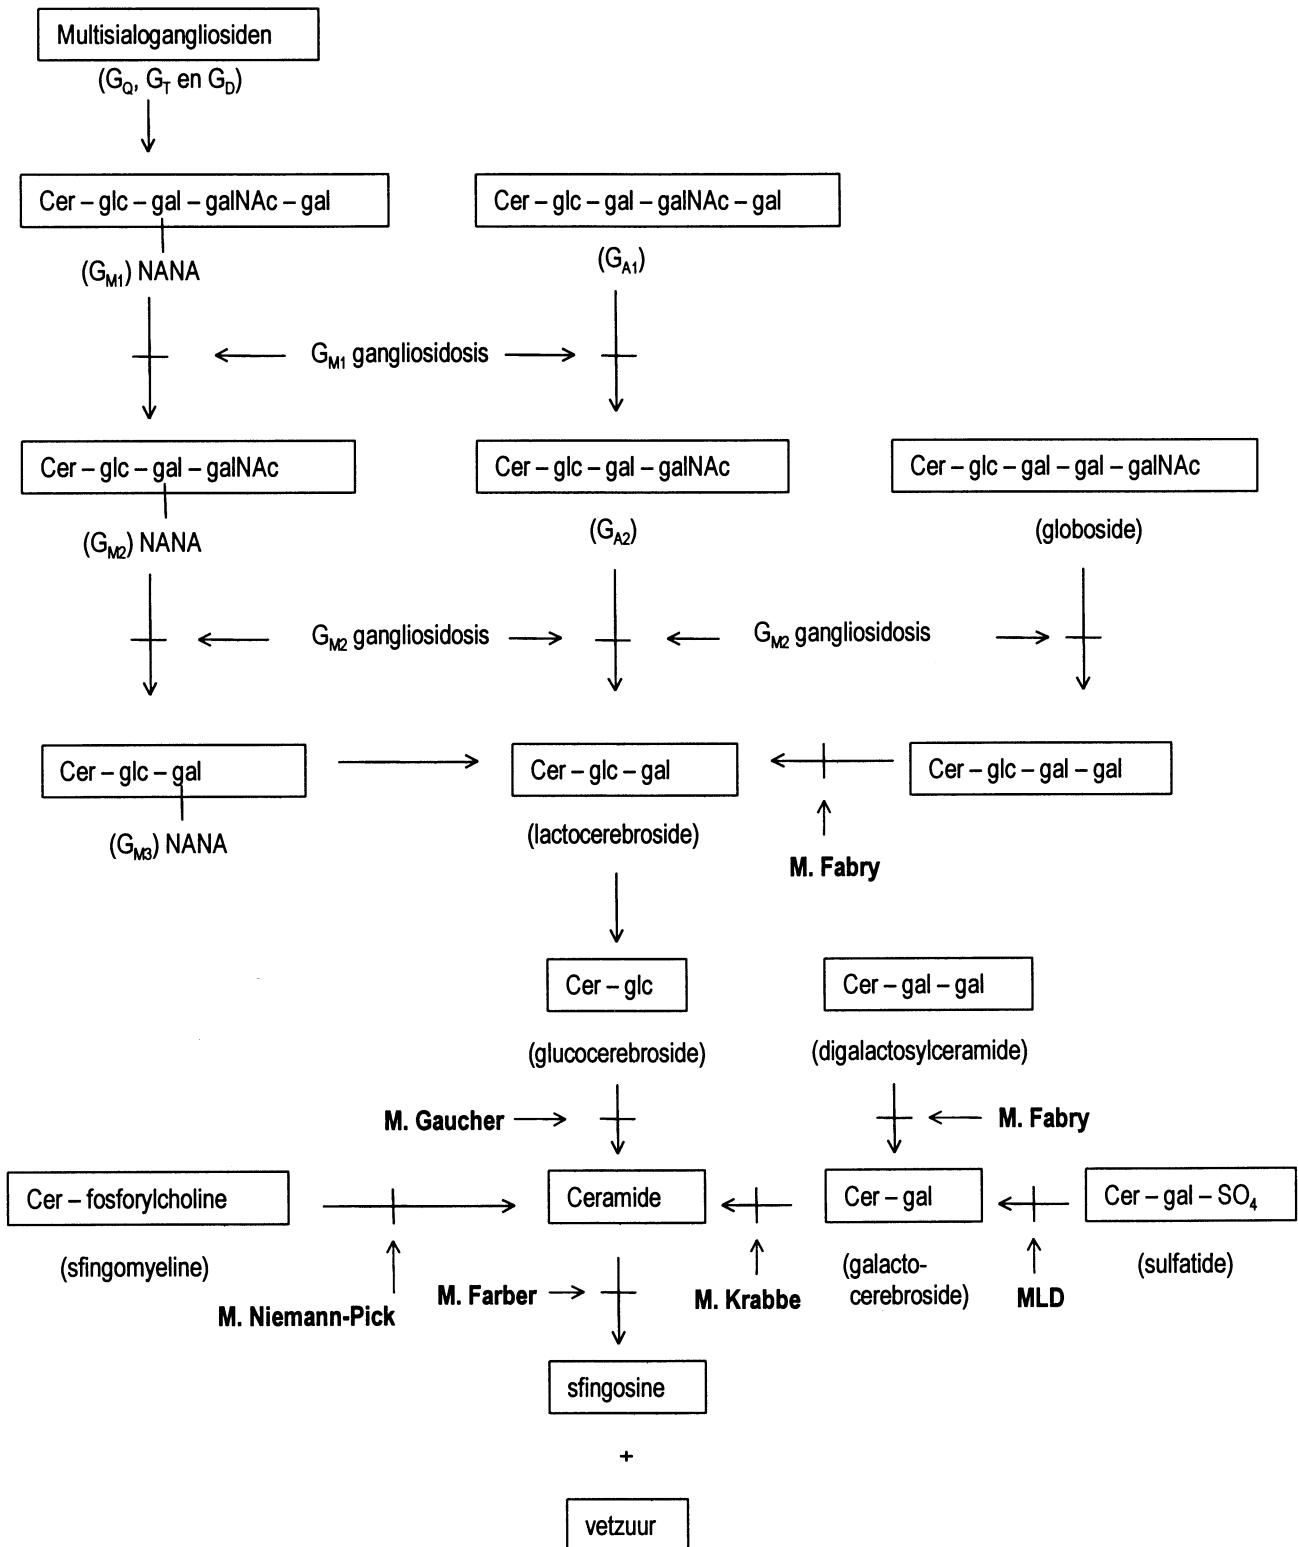 Multisialogangliosiden
(GQ, GT en GD)
Cer – glc – gal – galNAc – gal
Cer – glc – gal – galNAc – gal
(GM1) NANA
(GA1)
GM1 gangliosidosis
Cer – glc – gal – galNAc
Cer – glc – gal – galNAc
Cer – glc – gal – gal – galNAc
(GM2) NANA
(GA2)
(globoside)
GM2 gangliosidosis
GM2 gangliosidosis
Cer – glc – gal
Cer – glc – gal
Cer – glc – gal – gal
(GM3) NANA
(lactocerebroside)
M. Fabry
Cer – glc
Cer – gal – gal
(glucocerebroside)
(digalactosylceramide)
M. Gaucher
M. Fabry
Cer – fosforylcholine
Ceramide
Cer – gal
Cer – gal – SO4
(sfingomyeline)
(galacto-
cerebroside)
(sulfatide)
M. Niemann-Pick
M. Farber
M. Krabbe
MLD
sfingosine
+
vetzuur